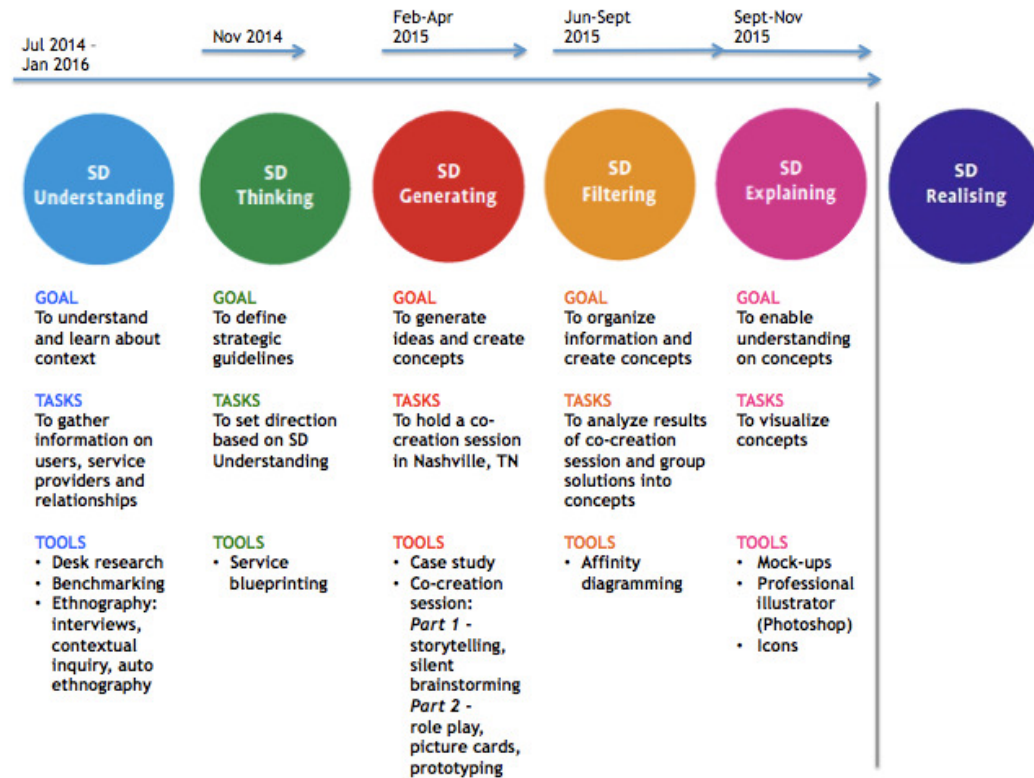 Jul 2014 –
Jan 2016
Nov 2014
Feb-Apr
2015
Jun-Sept
2015
Sept-Nov
2015
SD
Understanding
SD
Thinking
SD
Generating
SD
Filtering
SD
Explaining
SD
Realising
GOAL
To understand
and learn about
context
TASKS
To gather
information on
users, service
providers and
relationships
TOOLS
• Desk research
• Benchmarking
• Ethnography:
interviews,
contextual
inquiry, auto
ethnography
GOAL
To define
strategic
guidelines
TASKS
To set direction
based on SD
Understanding
TOOLS
• Service
blueprinting
GOAL
To generate
ideas and create
concepts
TASKS
To hold a co-
creation session
in Nashville, TN
TOOLS
• Case study
• Co-creation
session:
Part 1 -
storytelling,
silent
brainstorming
Part 2 -
role play,
picture cards,
prototyping
GOAL
To organize
information and
create concepts
TASKS
To analyze results
of co-creation
session and group
solutions into
concepts
TOOLS
• Affinity
diagramming
GOAL
To enable
understanding
on concepts
TASKS
To visualize
concepts
TOOLS
• Mock-ups
• Professional
illustrator
(Photoshop)
• Icons